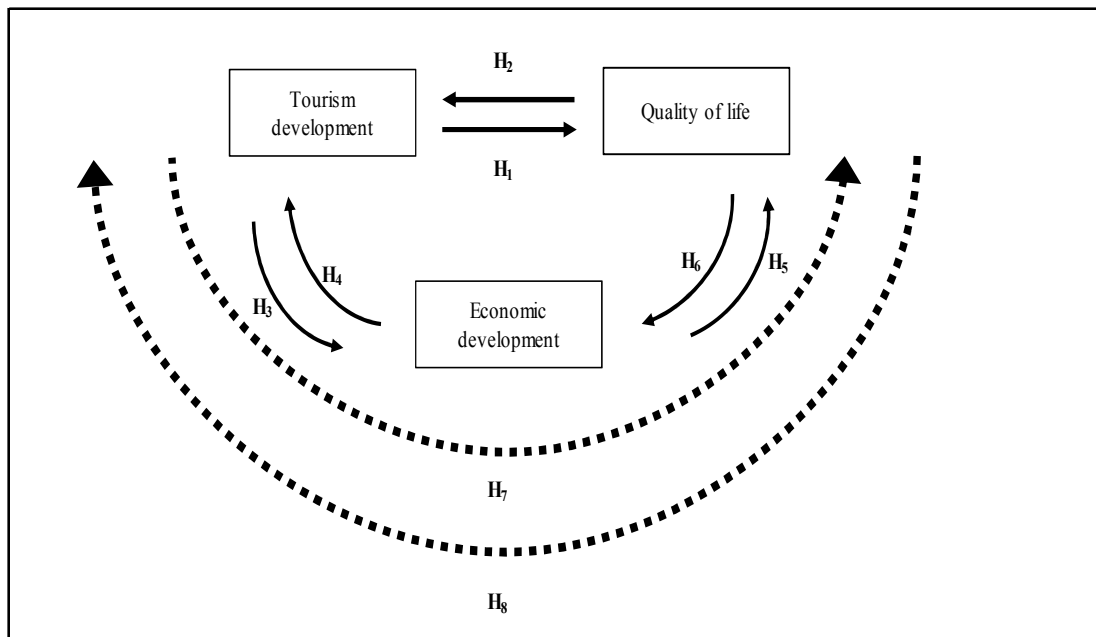 H₂
Tourism
development
Quality of life
H₁
H₄
H₃
H₆
H₅
Economic
development
H₇
H₈